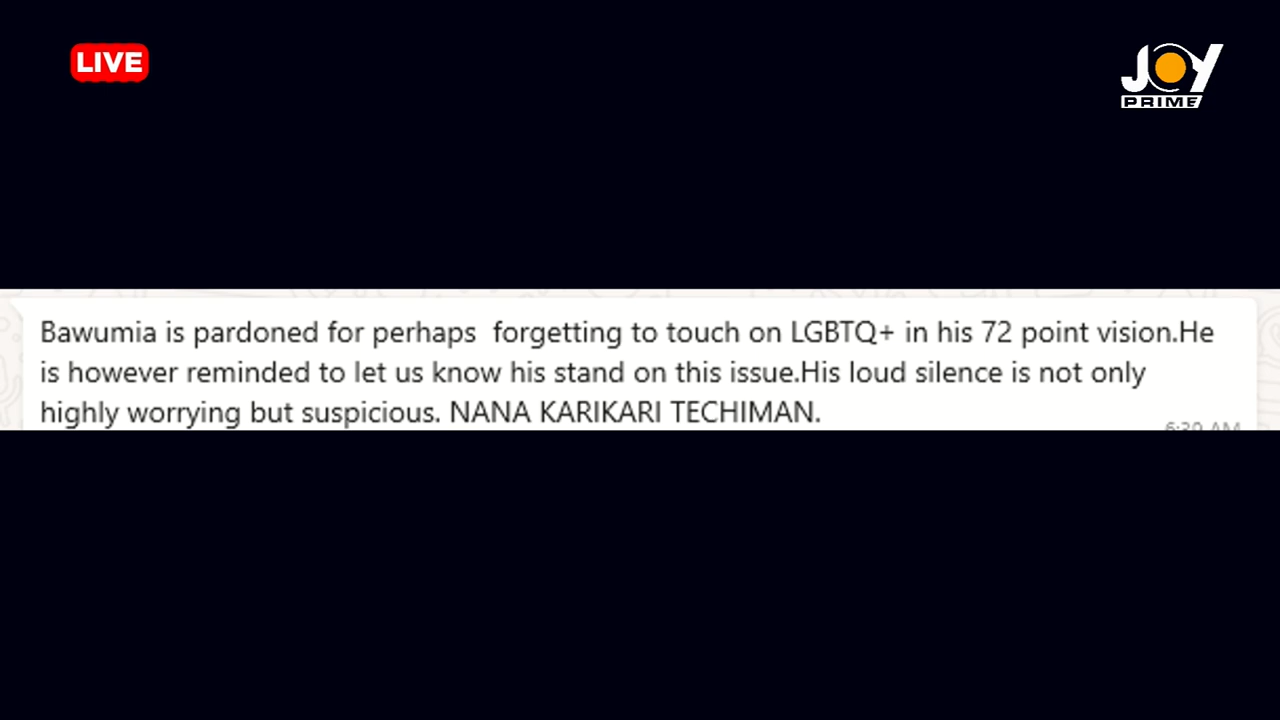 LIVE
JOY
PRIME
Bawumia is pardoned for perhaps  forgetting to touch on LGBTQ+ in his 72 point vision.He
is however reminded to let us know his stand on this issue.His loud silence is not only
highly worrying but suspicious. NANA KARIKARI TECHIMAN.